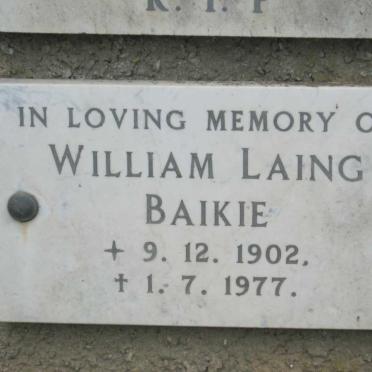 R. I. P
IN LOVING MEMORY O
WILLIAM LAING
BAIKIE
+ 9. 12. 1902.
† 1. 7. 1977.